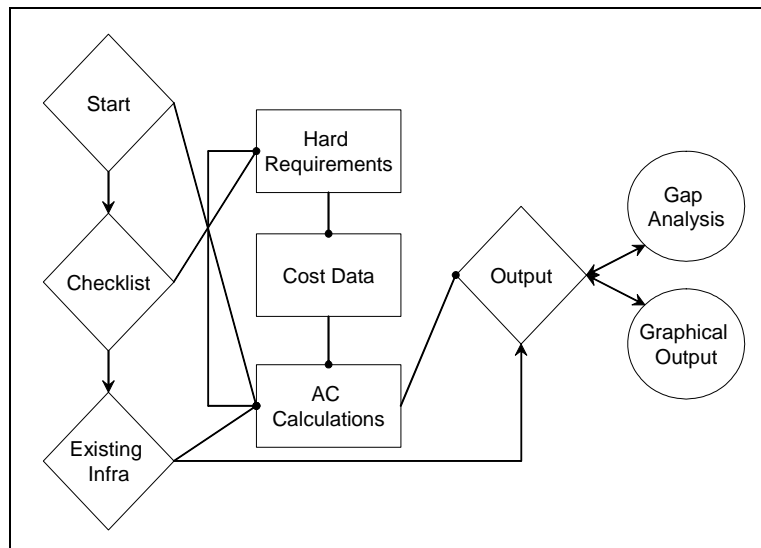 Start
Hard
Requirements
Gap
Analysis
Checklist
Cost Data
Output
Graphical
Output
AC
Calculations
Existing
Infra